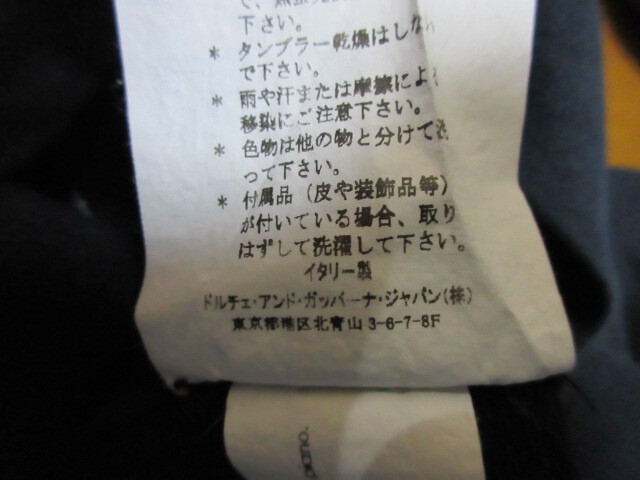 下さい。
* タンブラー乾燥はしない
で下さい。
* 雨や汗または摩擦による
移染にご注意下さい。
* 色物は他の物と分けて洗
って下さい。
* 付属品（皮や装飾品等）
が付いている場合、取り
はずして洗濯して下さい。
イタリー製
ドルチェ・アンド・ガッバーナ・ジャパン(株)
東京都港区北青山 3-6-7-8F